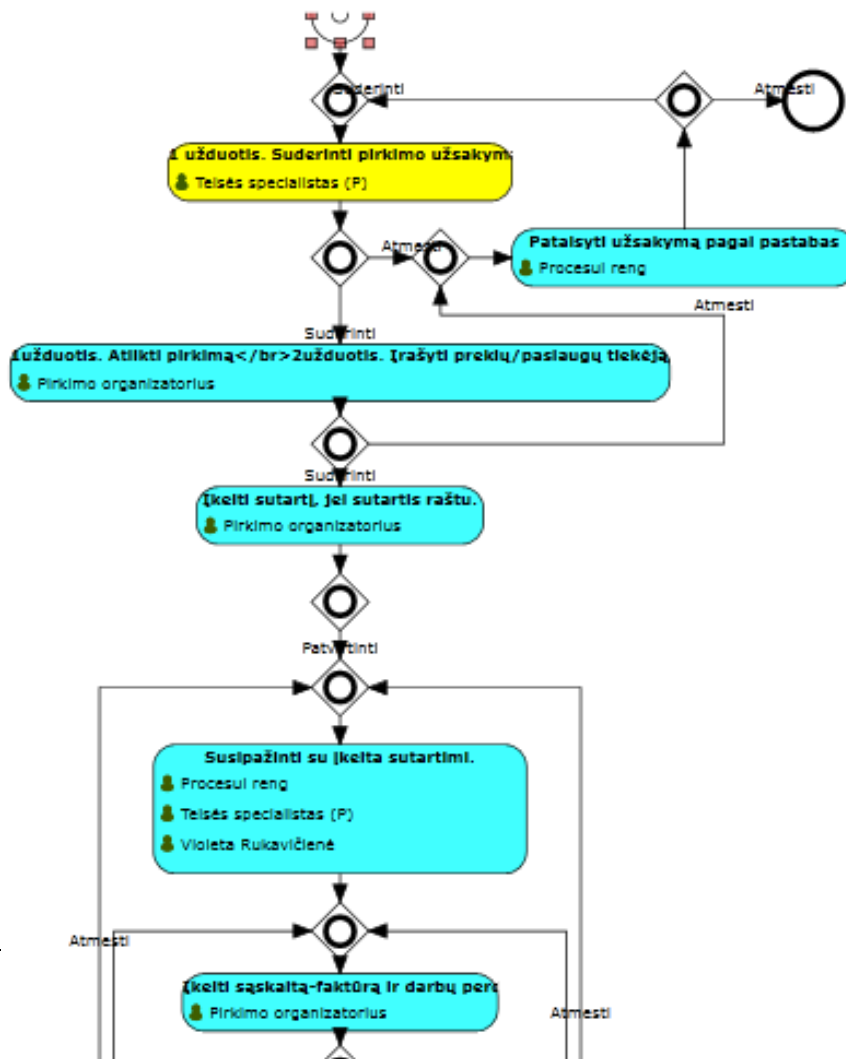 Suderinti
Atmesti
1 užduotis. Suderinti pirkimo užsakym
Teisės specialistas (P)
Atmesti
Pataisyti užsakymą pagal pastabas
Procesui reng
Atmesti
Suderinti
1užduotis. Atlikti pirkimą</br>2užduotis. Įrašyti prekių/paslaugų tiekėją
Pirkimo organizatorius
Suderinti
Įkelti sutartį, jei sutartis raštu.
Pirkimo organizatorius
Patvirtinti
Susipažinti su įkelta sutartimi.
Procesui reng
Teisės specialistas (P)
Violeta Rukavičienė
Atmesti
Įkelti sąskaitą-faktūrą ir darbų per
Pirkimo organizatorius
Atmesti